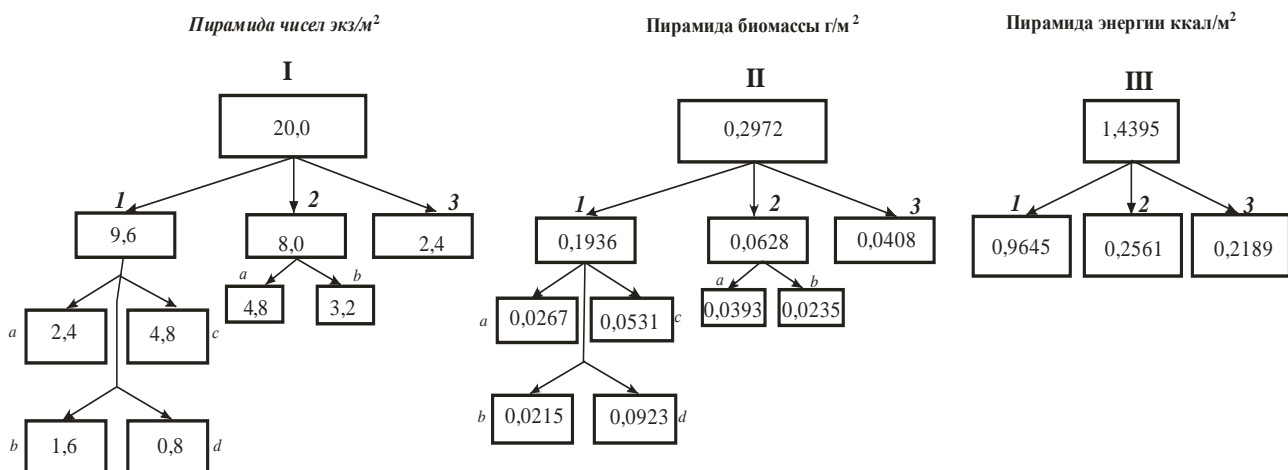 Пирамида чисел экз/м²
I
20,0
1 2 3
9,6 8,0 2,4
a b
4,8 3,2
a 2,4 4,8 c
b 1,6 0,8 d
Пирамида биомассы г/м ²
II
0,2972
1 2 3
0,1936 0,0628 0,0408
a b
0,0393 0,0235
a 0,0267 0,0531 c
b 0,0215 0,0923 d
Пирамида энергии ккал/м²
III
1,4395
1 2 3
0,9645 0,2561 0,2189